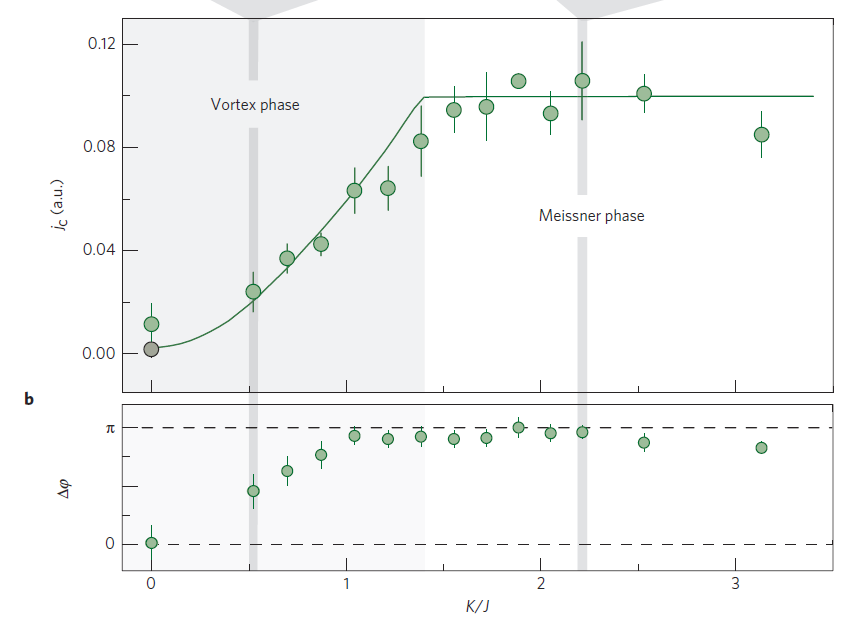 0.12
Vortex phase
0.08
j_C (a.u.)
Meissner phase
0.04
0.00
b
π
Δφ
0
0 1 2 3
K/J